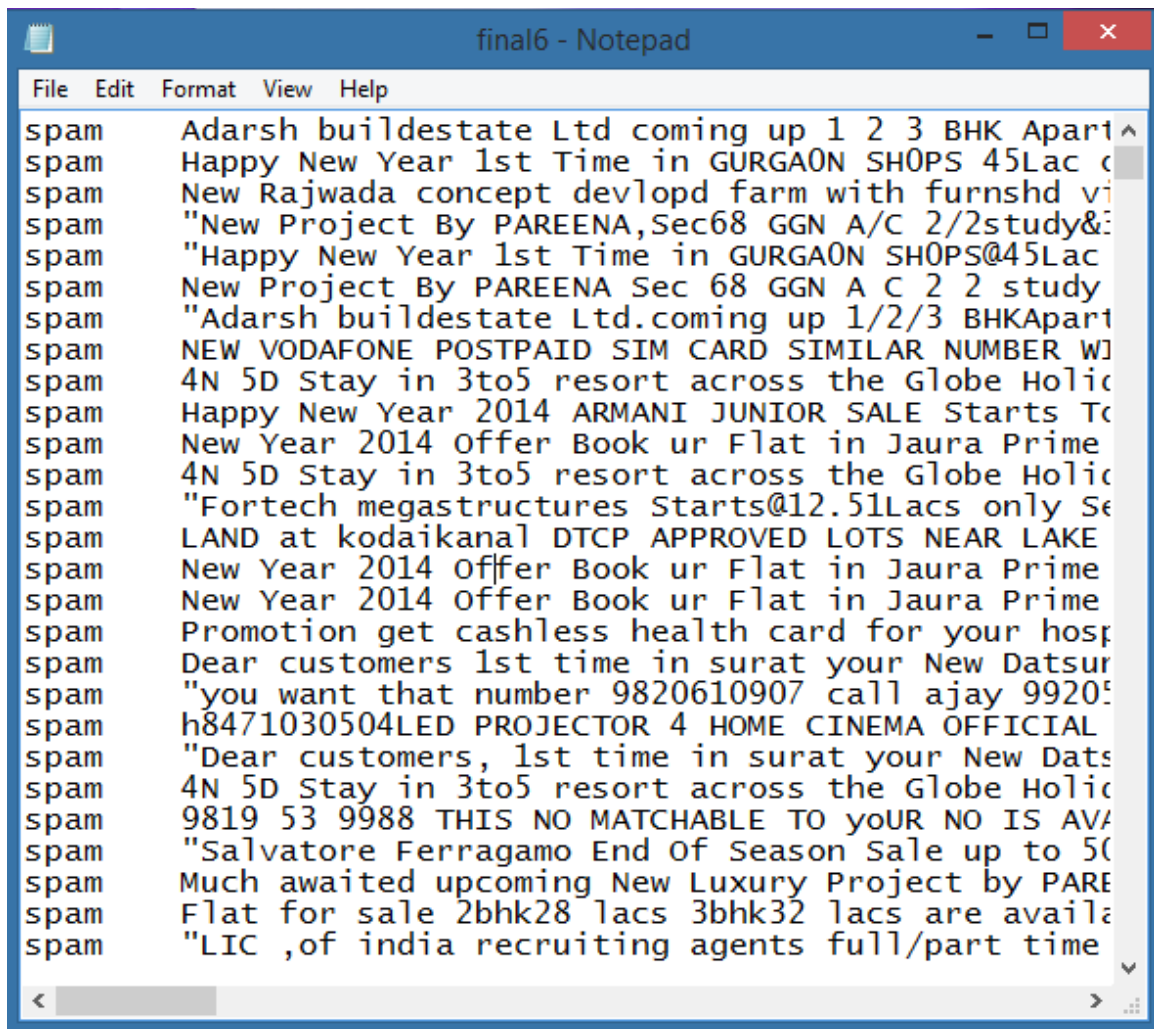 final6 - Notepad
File Edit Format View Help
spam Adarsh buildestate Ltd coming up 1 2 3 BHK Apart
spam Happy New Year 1st Time in GURGA0N SH0PS 45Lac
spam New Rajwada concept devlopd farm with furnshd
spam "New Project By PAREENA,Sec68 GGN A/C 2/2study&
spam "Happy New Year 1st Time in GURGA0N SH0PS@45Lac
spam New Project By PAREENA Sec 68 GGN A C 2 2 study
spam "Adarsh buildestate Ltd.coming up 1/2/3 BHKApart
spam NEW VODAFONE POSTPAID SIM CARD SIMILAR NUMBER
spam 4N 5D Stay in 3to5 resort across the Globe
spam Happy New Year 2014 ARMANI JUNIOR SALE Starts
spam New Year 2014 Offer Book ur Flat in Jaura Prime
spam 4N 5D Stay in 3to5 resort across the Globe
spam "Fortech megastructures Starts@12.51Lacs only
spam LAND at kodaikanal DTCP APPROVED LOTS NEAR LAKE
spam New Year 2014 Offer Book ur Flat in Jaura Prime
spam New Year 2014 Offer Book ur Flat in Jaura Prime
spam Promotion get cashless health card for your
spam Dear customers 1st time in surat your New
spam "you want that number 9820610907 call ajay
spam h8471030504LED PROJECTOR 4 HOME CINEMA OFFICIAL
spam "Dear customers, 1st time in surat your New Dats
spam 4N 5D Stay in 3to5 resort across the Globe
spam 9819 53 9988 THIS NO MATCHABLE TO yoUR NO IS
spam "Salvatore Ferragamo End Of Season Sale up to
spam Much awaited upcoming New Luxury Project by
spam Flat for sale 2bhk28 lacs 3bhk32 lacs are
spam "LIC ,of india recruiting agents full/part time